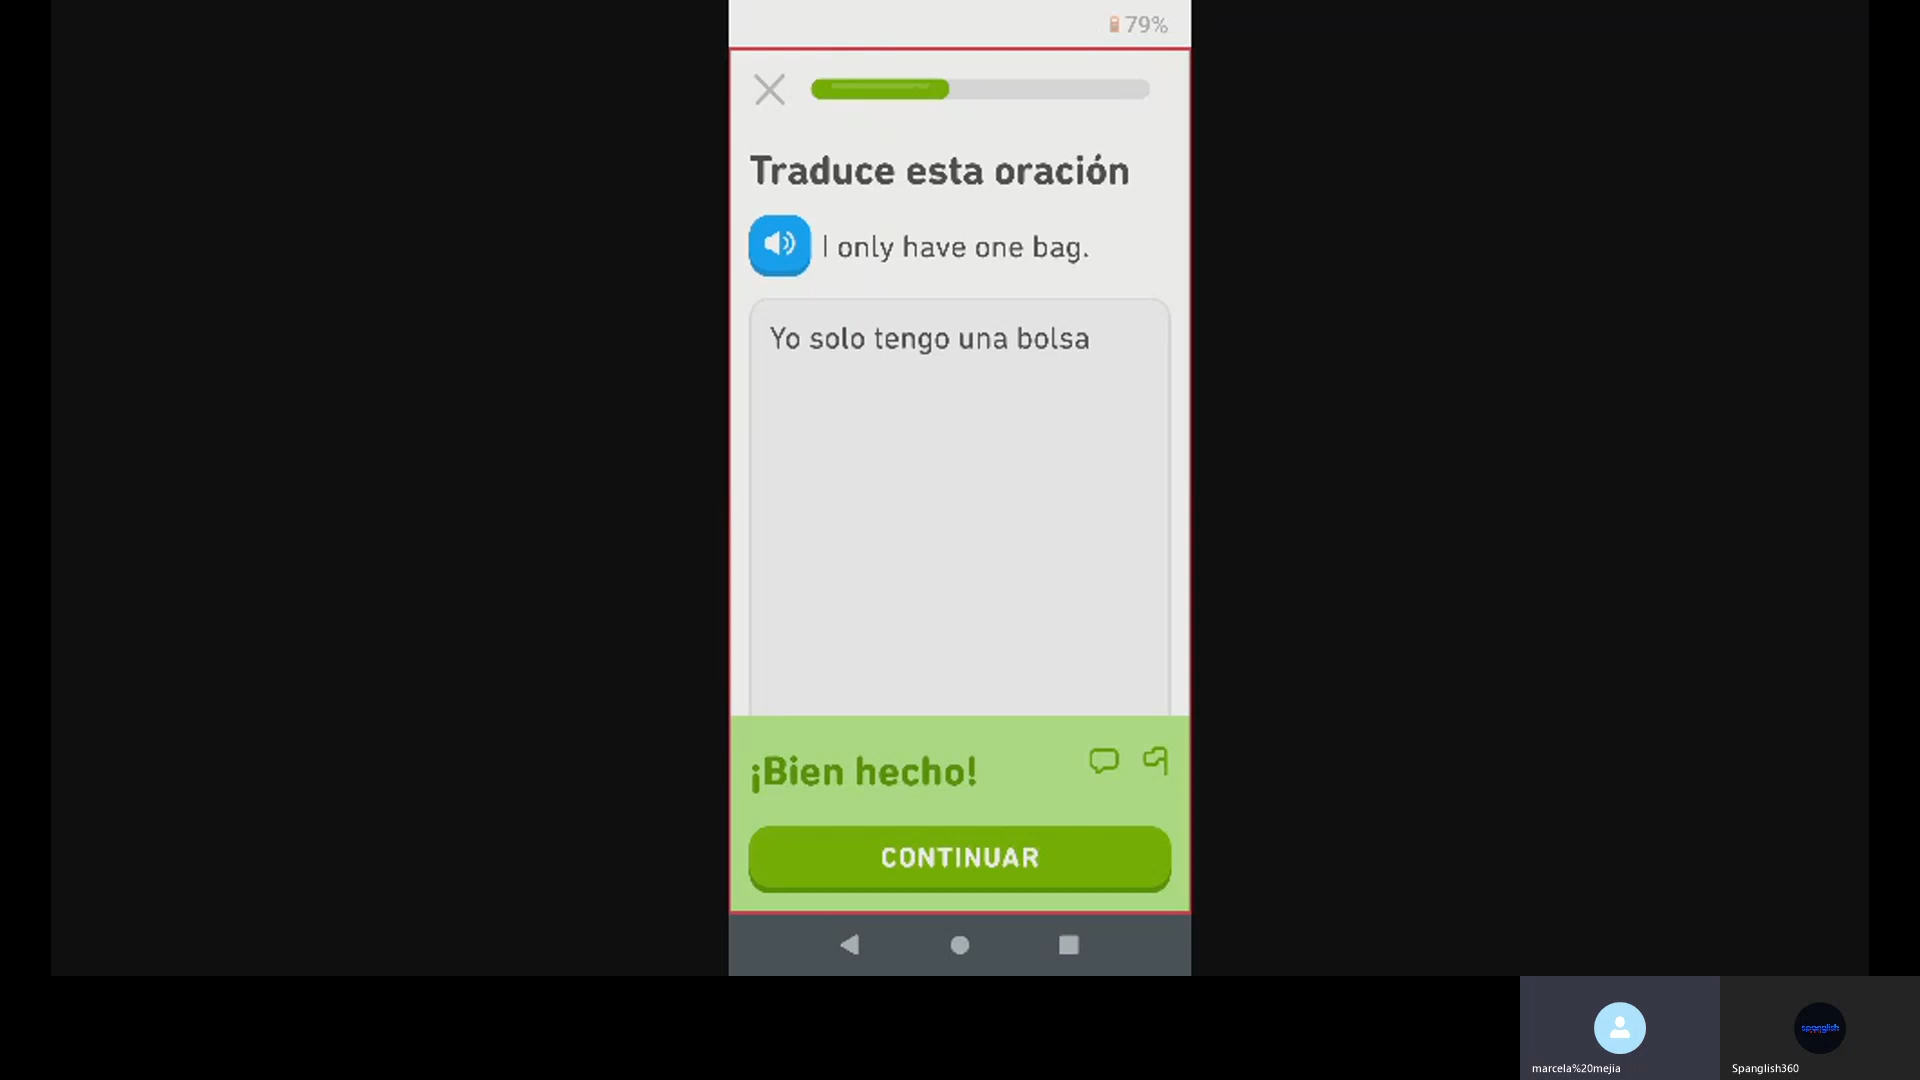 79%
Traduce esta oración
I only have one bag.
Yo solo tengo una bolsa
¡Bien hecho!
CONTINUAR
spanglish
marcela%20mejia
Spanglish360